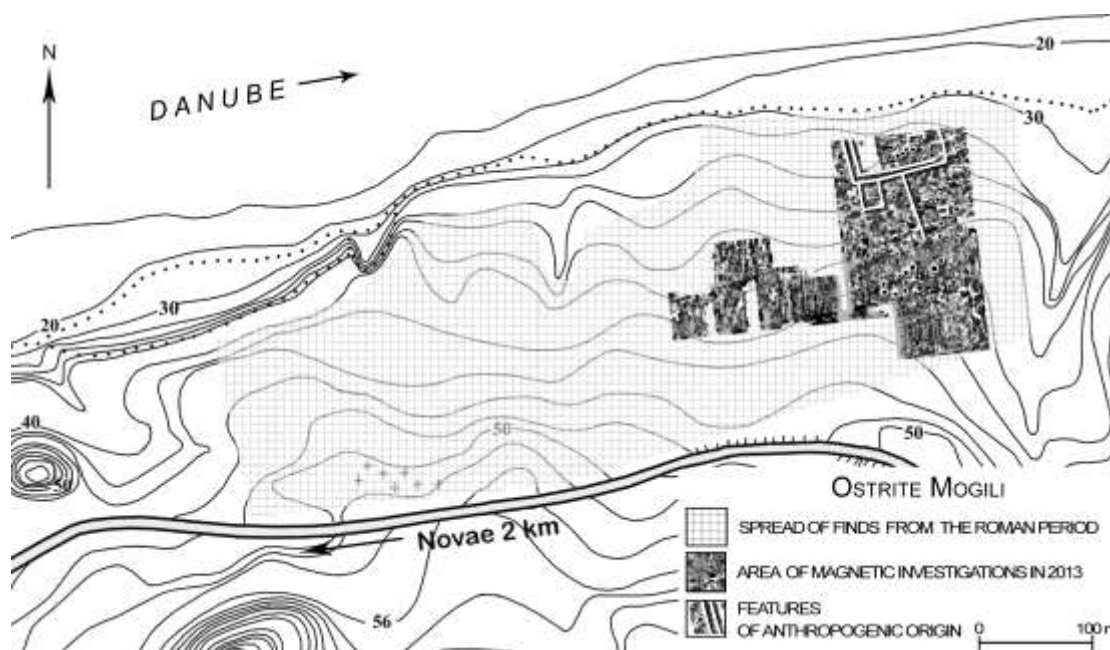 N
DANUBE
20
30
20
30
40
50
50
Novae 2 km
56
OSTRITE MOGILI
SPREAD OF FINDS FROM THE ROMAN PERIOD
AREA OF MAGNETIC INVESTIGATIONS IN 2013
FEATURES
OF ANTHROPOGENIC ORIGIN
0 100 m